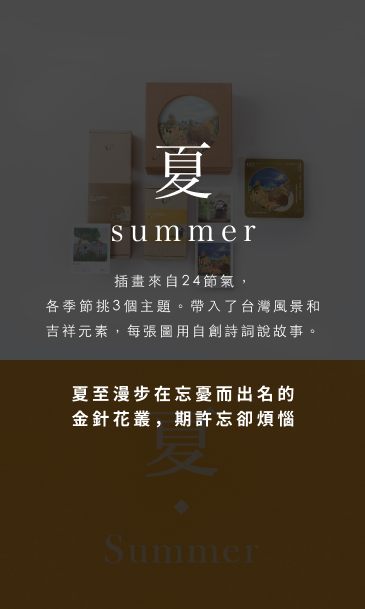 夏
summer
插畫來自24節氣，
各季節挑3個主題。帶入了台灣風景和
吉祥元素，每張圖用自創詩詞說故事。
夏至漫步在忘憂而出名的
金針花叢，期許忘卻煩惱
夏
Summer